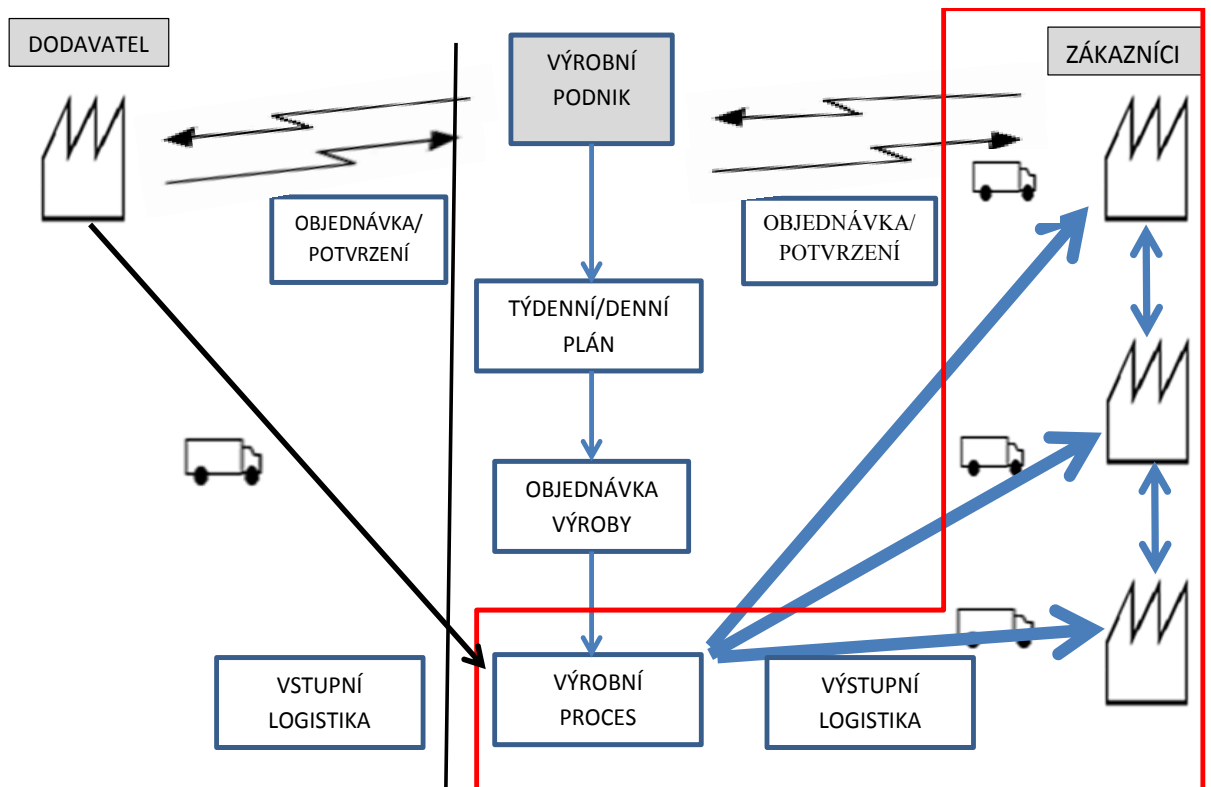 DODAVATEL
VÝROBNÍ
PODNIK
ZÁKAZNÍCI
OBJEDNÁVKA/
POTVRZENÍ
OBJEDNÁVKA/
POTVRZENÍ
TÝDENNÍ/DENNÍ
PLÁN
OBJEDNÁVKA
VÝROBY
VSTUPNÍ
LOGISTIKA
VÝROBNÍ
PROCES
VÝSTUPNÍ
LOGISTIKA